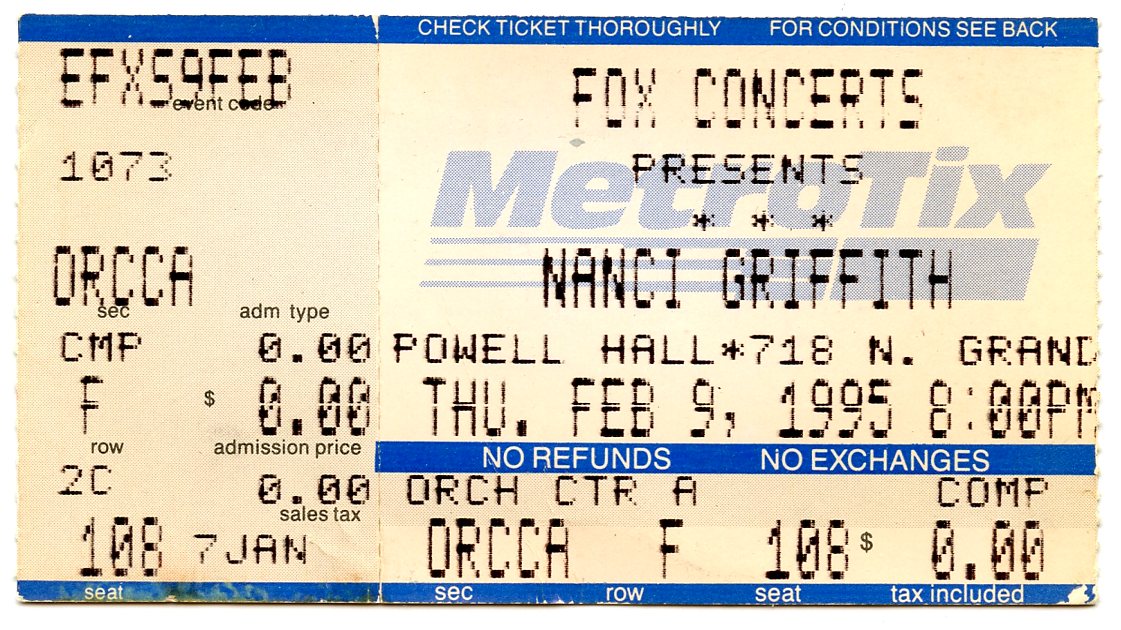 CHECK TICKET THOROUGHLY FOR CONDITIONS SEE BACK
EFX59FEB
event code
1073
ORCCA
sec adm type
CMP 0.00
F $ 0.00
row admission price
2C 0.00
sales tax
108 7JAN
seat
FOX CONCERTS
MetroTix
PRESENTS
* * *
NANCI GRIFFITH
POWELL HALL*718 N. GRAND
THU. FEB 9, 1995 8:00PM
NO REFUNDS NO EXCHANGES
ORCH CTR A COMP
ORCCA F 108 $ 0.00
sec row seat tax included